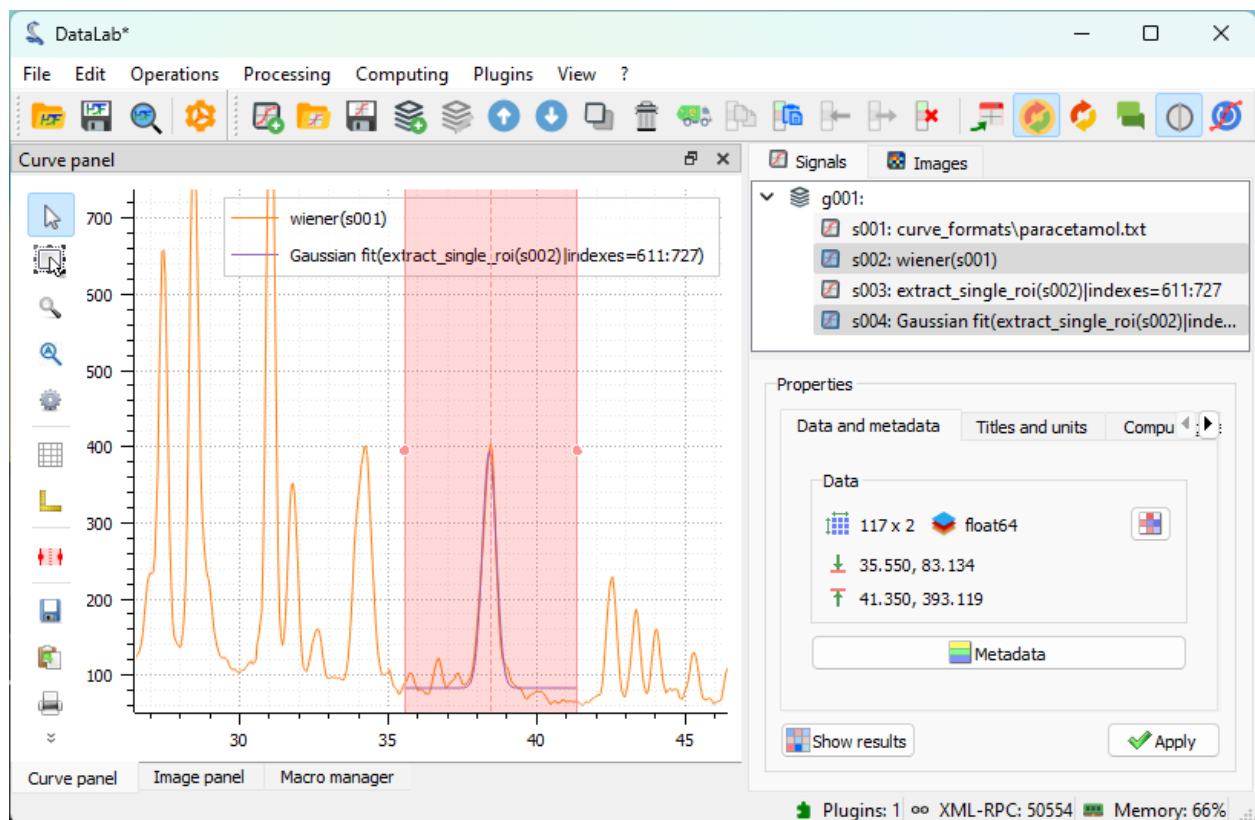 DataLab*
File Edit Operations Processing Computing Plugins View ?
Curve panel
700
600
500
400
300
200
100
30 35 40 45
wiener(s001)
Gaussian fit(extract_single_roi(s002)|indexes=611:727)
Curve panel Image panel Macro manager
Signals Images
g001:
s001: curve_formats\paracetamol.txt
s002: wiener(s001)
s003: extract_single_roi(s002)|indexes=611:727
s004: Gaussian fit(extract_single_roi(s002)|inde...
Properties
Data and metadata Titles and units Compu
Data
117 x 2 float64
35.550, 83.134
41.350, 393.119
Metadata
Show results Apply
Plugins: 1 XML-RPC: 50554 Memory: 66%